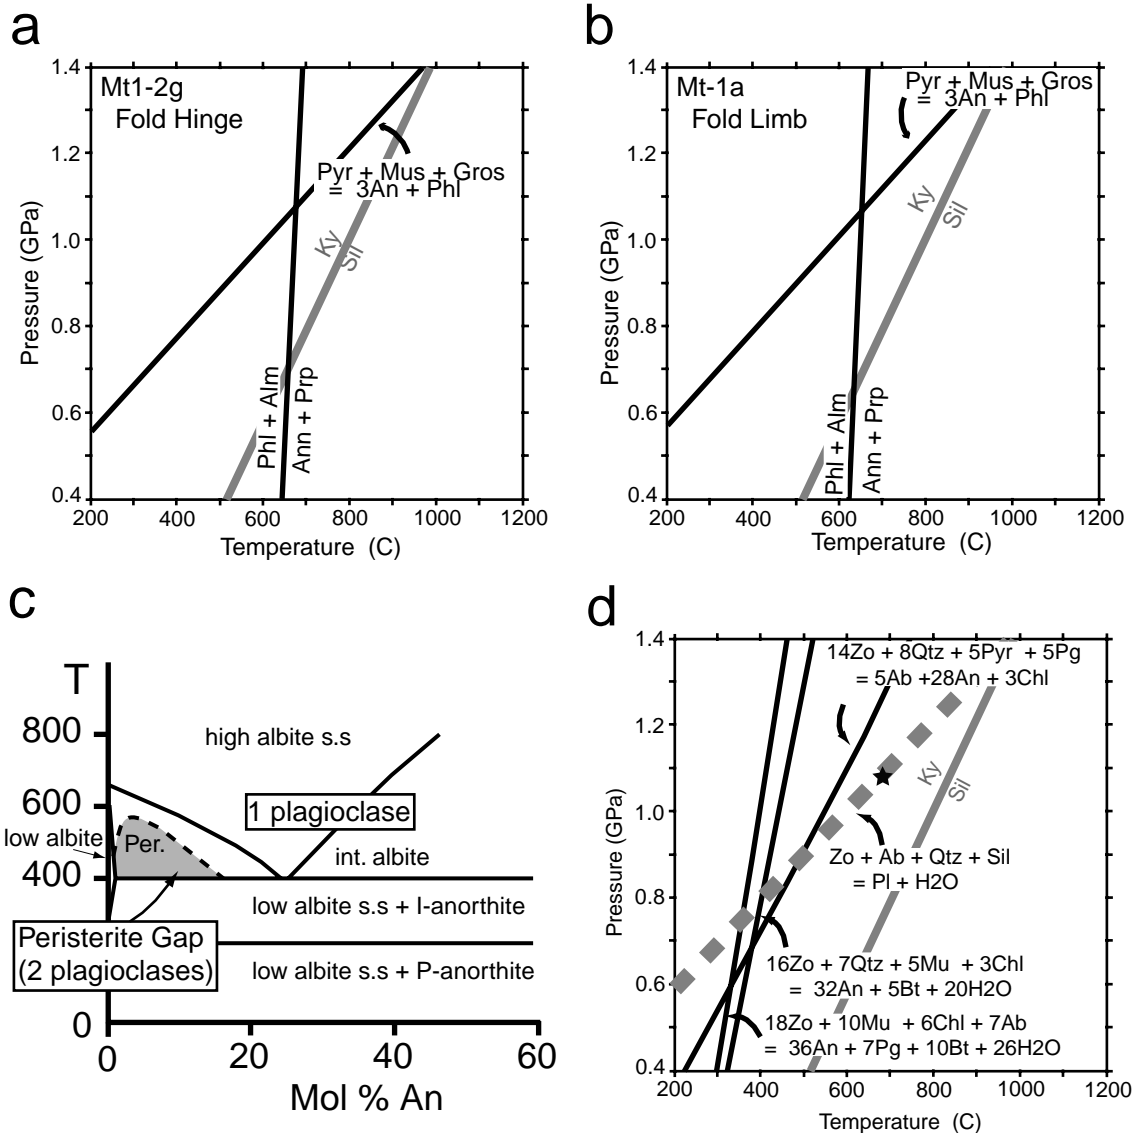 a
1.4
1.2
1.0
0.8
0.6
0.4
Pressure (GPa)
Mt1-2g
Fold Hinge
Pyr + Mus + Gros
= 3An + Phl
Ky
Sil
Phl + Alm
Ann + Prp
200
400
600
800
1000
1200
Temperature (C)
b
1.4
1.2
1.0
0.8
0.6
0.4
Pressure (GPa)
Mt-1a
Fold Limb
Pyr + Mus + Gros
= 3An + Phl
Ky
Sil
Phl + Alm
Ann + Prp
200
400
600
800
1000
1200
Temperature (C)
c
T
800
600
400
0
high albite s.s
1 plagioclase
low albite
Per.
int. albite
low albite s.s + I-anorthite
Peristerite Gap
(2 plagioclases)
low albite s.s + P-anorthite
0
20
40
60
Mol % An
d
1.4
1.2
1.0
0.8
0.6
0.4
Pressure (GPa)
14Zo + 8Qtz + 5Pyr + 5Pg
= 5Ab +28An + 3Chl
Ky
Sil
Zo + Ab + Qtz + Sil
= Pl + H2O
16Zo + 7Qtz + 5Mu + 3Chl
= 32An + 5Bt + 20H2O
18Zo + 10Mu + 6Chl + 7Ab
= 36An + 7Pg + 10Bt + 26H2O
200
400
600
800
1000
1200
Temperature (C)